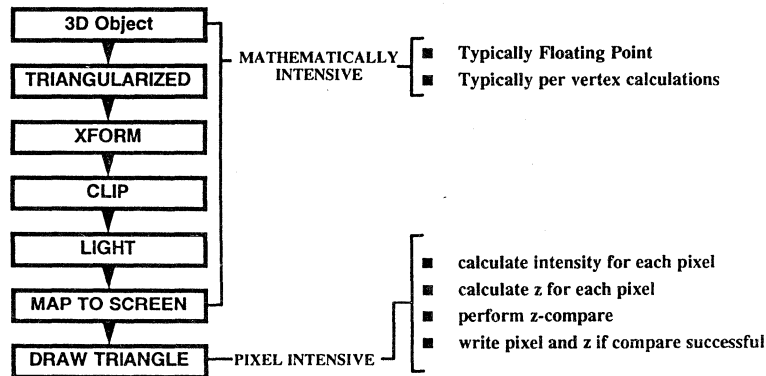 3D Object
TRIANGULARIZED
XFORM
CLIP
LIGHT
MAP TO SCREEN
DRAW TRIANGLE
MATHEMATICALLY
INTENSIVE
■ Typically Floating Point
■ Typically per vertex calculations
PIXEL INTENSIVE
■ calculate intensity for each pixel
■ calculate z for each pixel
■ perform z-compare
■ write pixel and z if compare successful